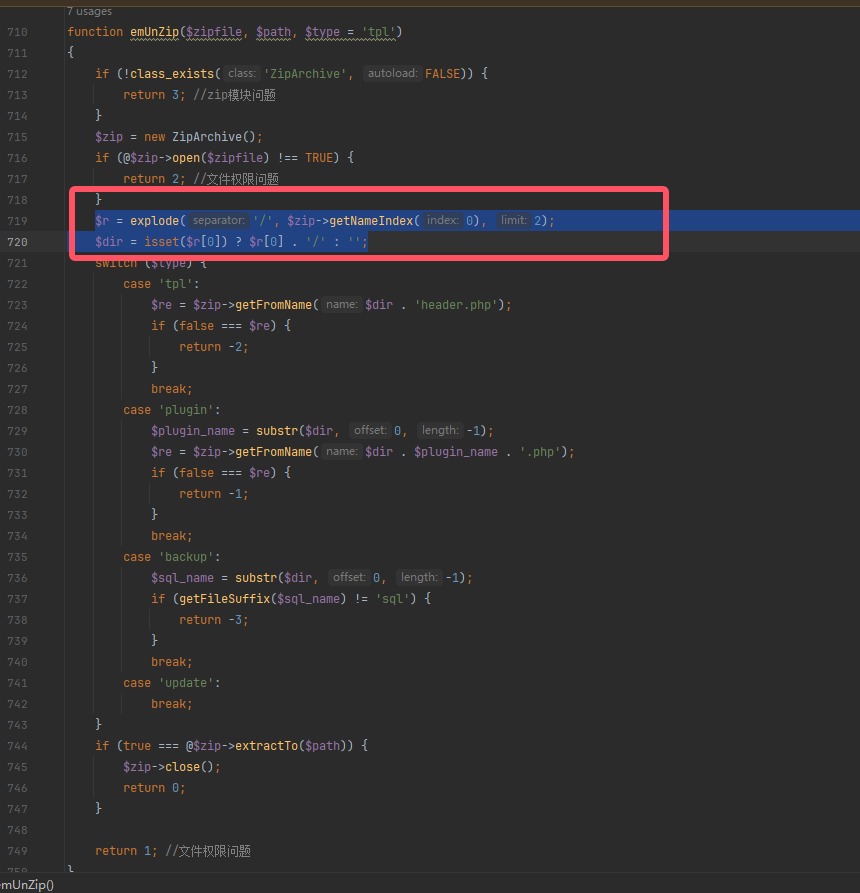 7 usages
710 function emUnZip($zipfile, $path, $type = 'tpl')
711 {
712 if (!class_exists( class: 'ZipArchive', autoload: FALSE)) {
713 return 3; //zip模块问题
714 }
715 $zip = new ZipArchive();
716 if (@$zip->open($zipfile) !== TRUE) {
717 return 2; //文件权限问题
718 }
719 $r = explode( separator: '/', $zip->getNameIndex( index: 0), limit: 2);
720 $dir = isset($r[0]) ? $r[0] . '/' : '';
721 switch ($type) {
722 case 'tpl':
723 $re = $zip->getFromName( name: $dir . 'header.php');
724 if (false === $re) {
725 return -2;
726 }
727 break;
728 case 'plugin':
729 $plugin_name = substr($dir, offset: 0, length: -1);
730 $re = $zip->getFromName( name: $dir . $plugin_name . '.php');
731 if (false === $re) {
732 return -1;
733 }
734 break;
735 case 'backup':
736 $sql_name = substr($dir, offset: 0, length: -1);
737 if (getFileSuffix($sql_name) != 'sql') {
738 return -3;
739 }
740 break;
741 case 'update':
742 break;
743 }
744 if (true === @$zip->extractTo($path)) {
745 $zip->close();
746 return 0;
747 }
748
749 return 1; //文件权限问题
750 }
mUnZip()